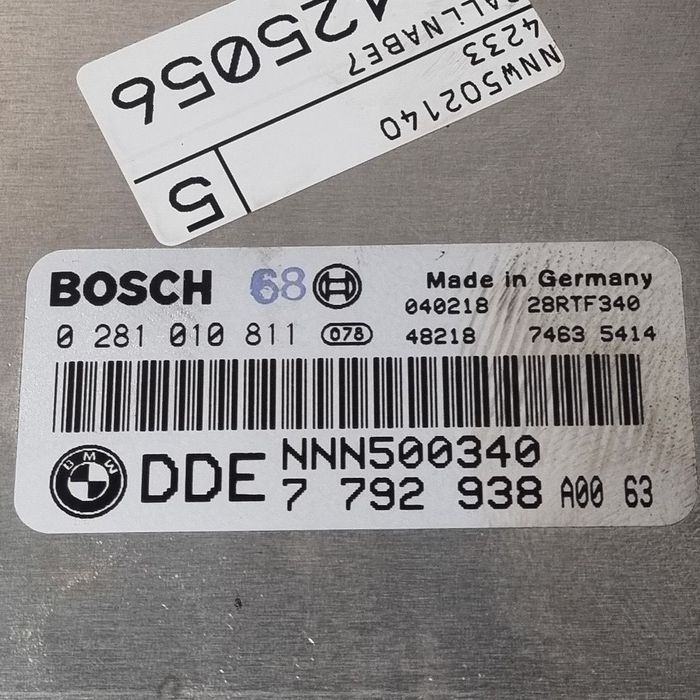 NNW502140
4233
425056
5
BOSCH 68 Made in Germany
040218 28RTF340
0 281 010 811 078 48218 7463 5414
BMW DDE NNN500340
7 792 938 A00 63